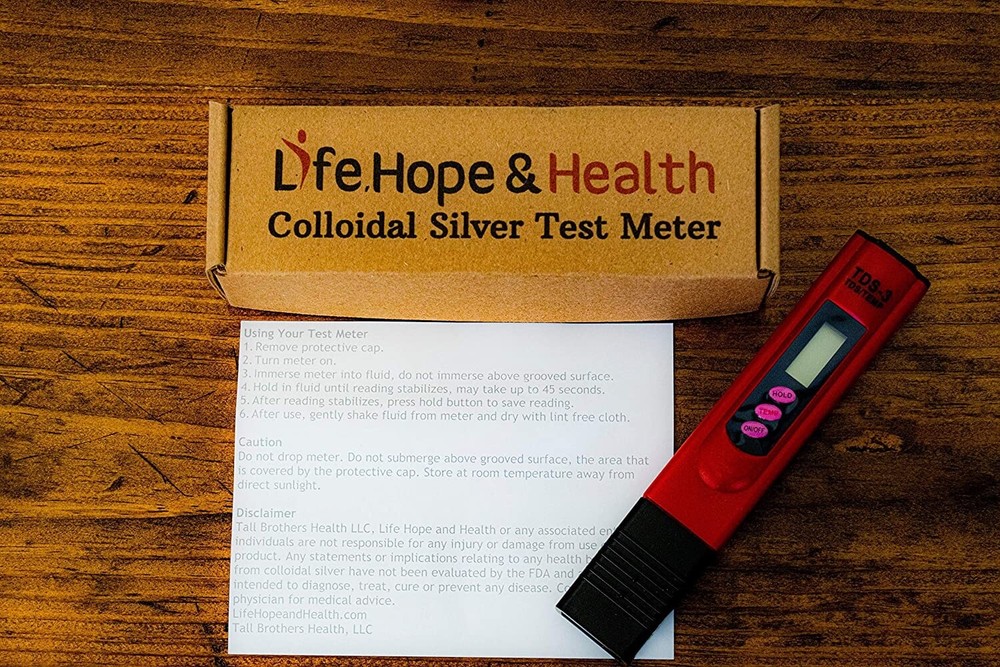 Life, Hope & Health
Colloidal Silver Test Meter
Using Your Test Meter
1. Remove protective cap.
2. Turn meter on.
3. Immerse meter into fluid, do not immerse above grooved surface.
4. Hold in fluid until reading stabilizes, may take up to 45 seconds.
5. After reading stabilizes, press hold button to save reading.
6. After use, gently shake fluid from meter and dry with lint free cloth.
Caution
Do not drop meter. Do not submerge above grooved surface, the area that
is covered by the protective cap. Store at room temperature away from
direct sunlight.
Disclaimer
Tall Brothers Health LLC, Life Hope and Health or any associated
individuals are not responsible for any injury or damage from use
product. Any statements or implications relating to any health
from colloidal silver have not been evaluated by the FDA and
intended to diagnose, treat, cure or prevent any disease.
physician for medical advice.
LifeHopeandHealth.com
Tall Brothers Health, LLC
TDS-3
TDS/TEMP
HOLD
TEMP
ON/OFF